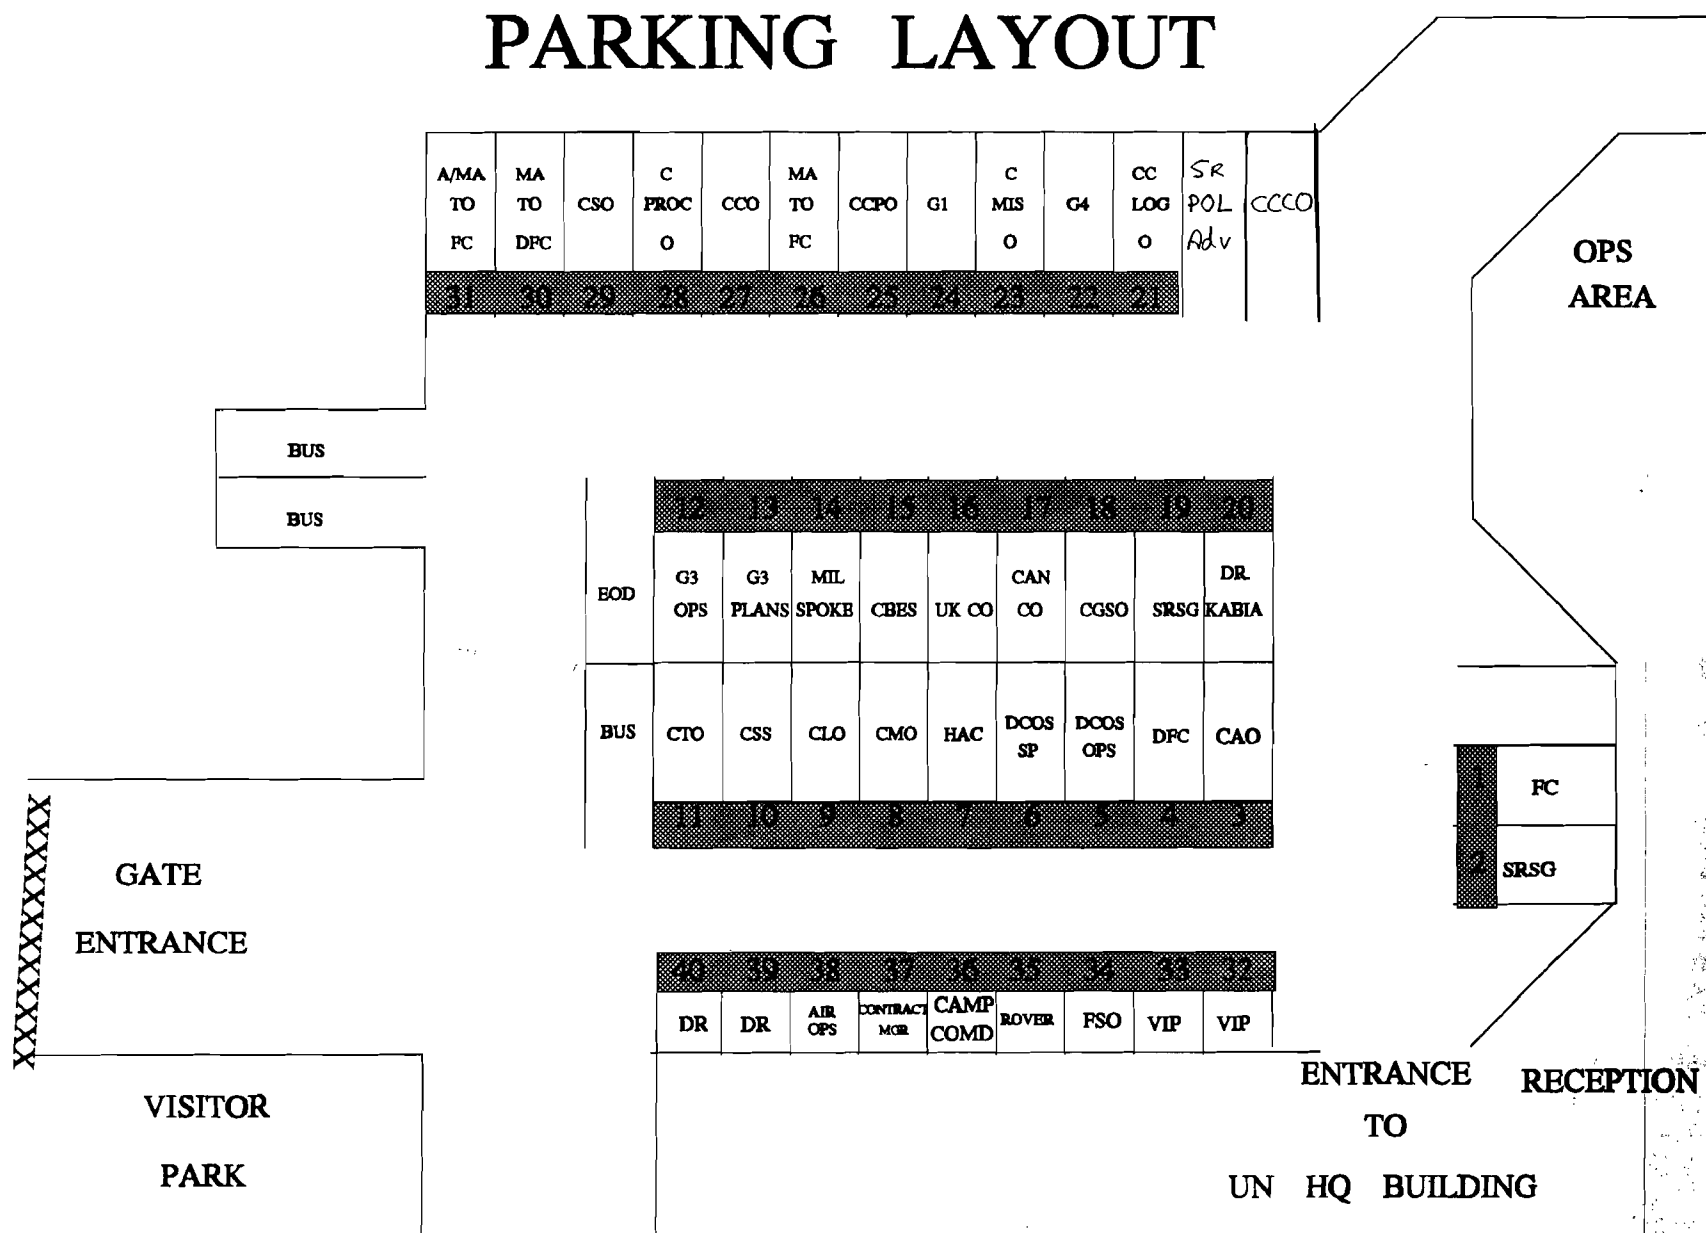 PARKING LAYOUT
A/MA TO FC
MA TO DFC
CSO
C PROC O
CCO
MA TO FC
CCPO
G1
C MIS O
G4
CC LOG O
SR POL Adv
CCCO
31 30 29 28 27 26 25 24 23 22 21
OPS
AREA
BUS
BUS
12 13 14 15 16 17 18 19 20
EOD
G3 OPS
G3 PLANS
MIL SPOKE
CBES
UK CO
CAN CO
CGSO
SRSG
DR. KABIA
BUS
CTO
CSS
CLO
CMO
HAC
DCOS SP
DCOS OPS
DFC
CAO
11 10 9 8 7 6 5 4 3
1 FC
2 SRSG
GATE
ENTRANCE
XXXXXXXXXXXXXXXX
40 39 38 37 36 35 34 33 32
DR
DR
AIR OPS
CONTRACT MGR
CAMP COMD
ROVER
FSO
VIP
VIP
VISITOR
PARK
ENTRANCE
TO
UN HQ BUILDING
RECEPTION